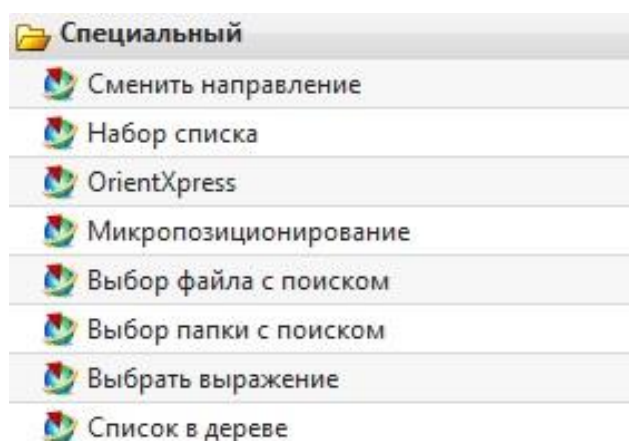 Специальный
Сменить направление
Набор списка
OrientXpress
Микропозиционирование
Выбор файла с поиском
Выбор папки с поиском
Выбрать выражение
Список в дереве